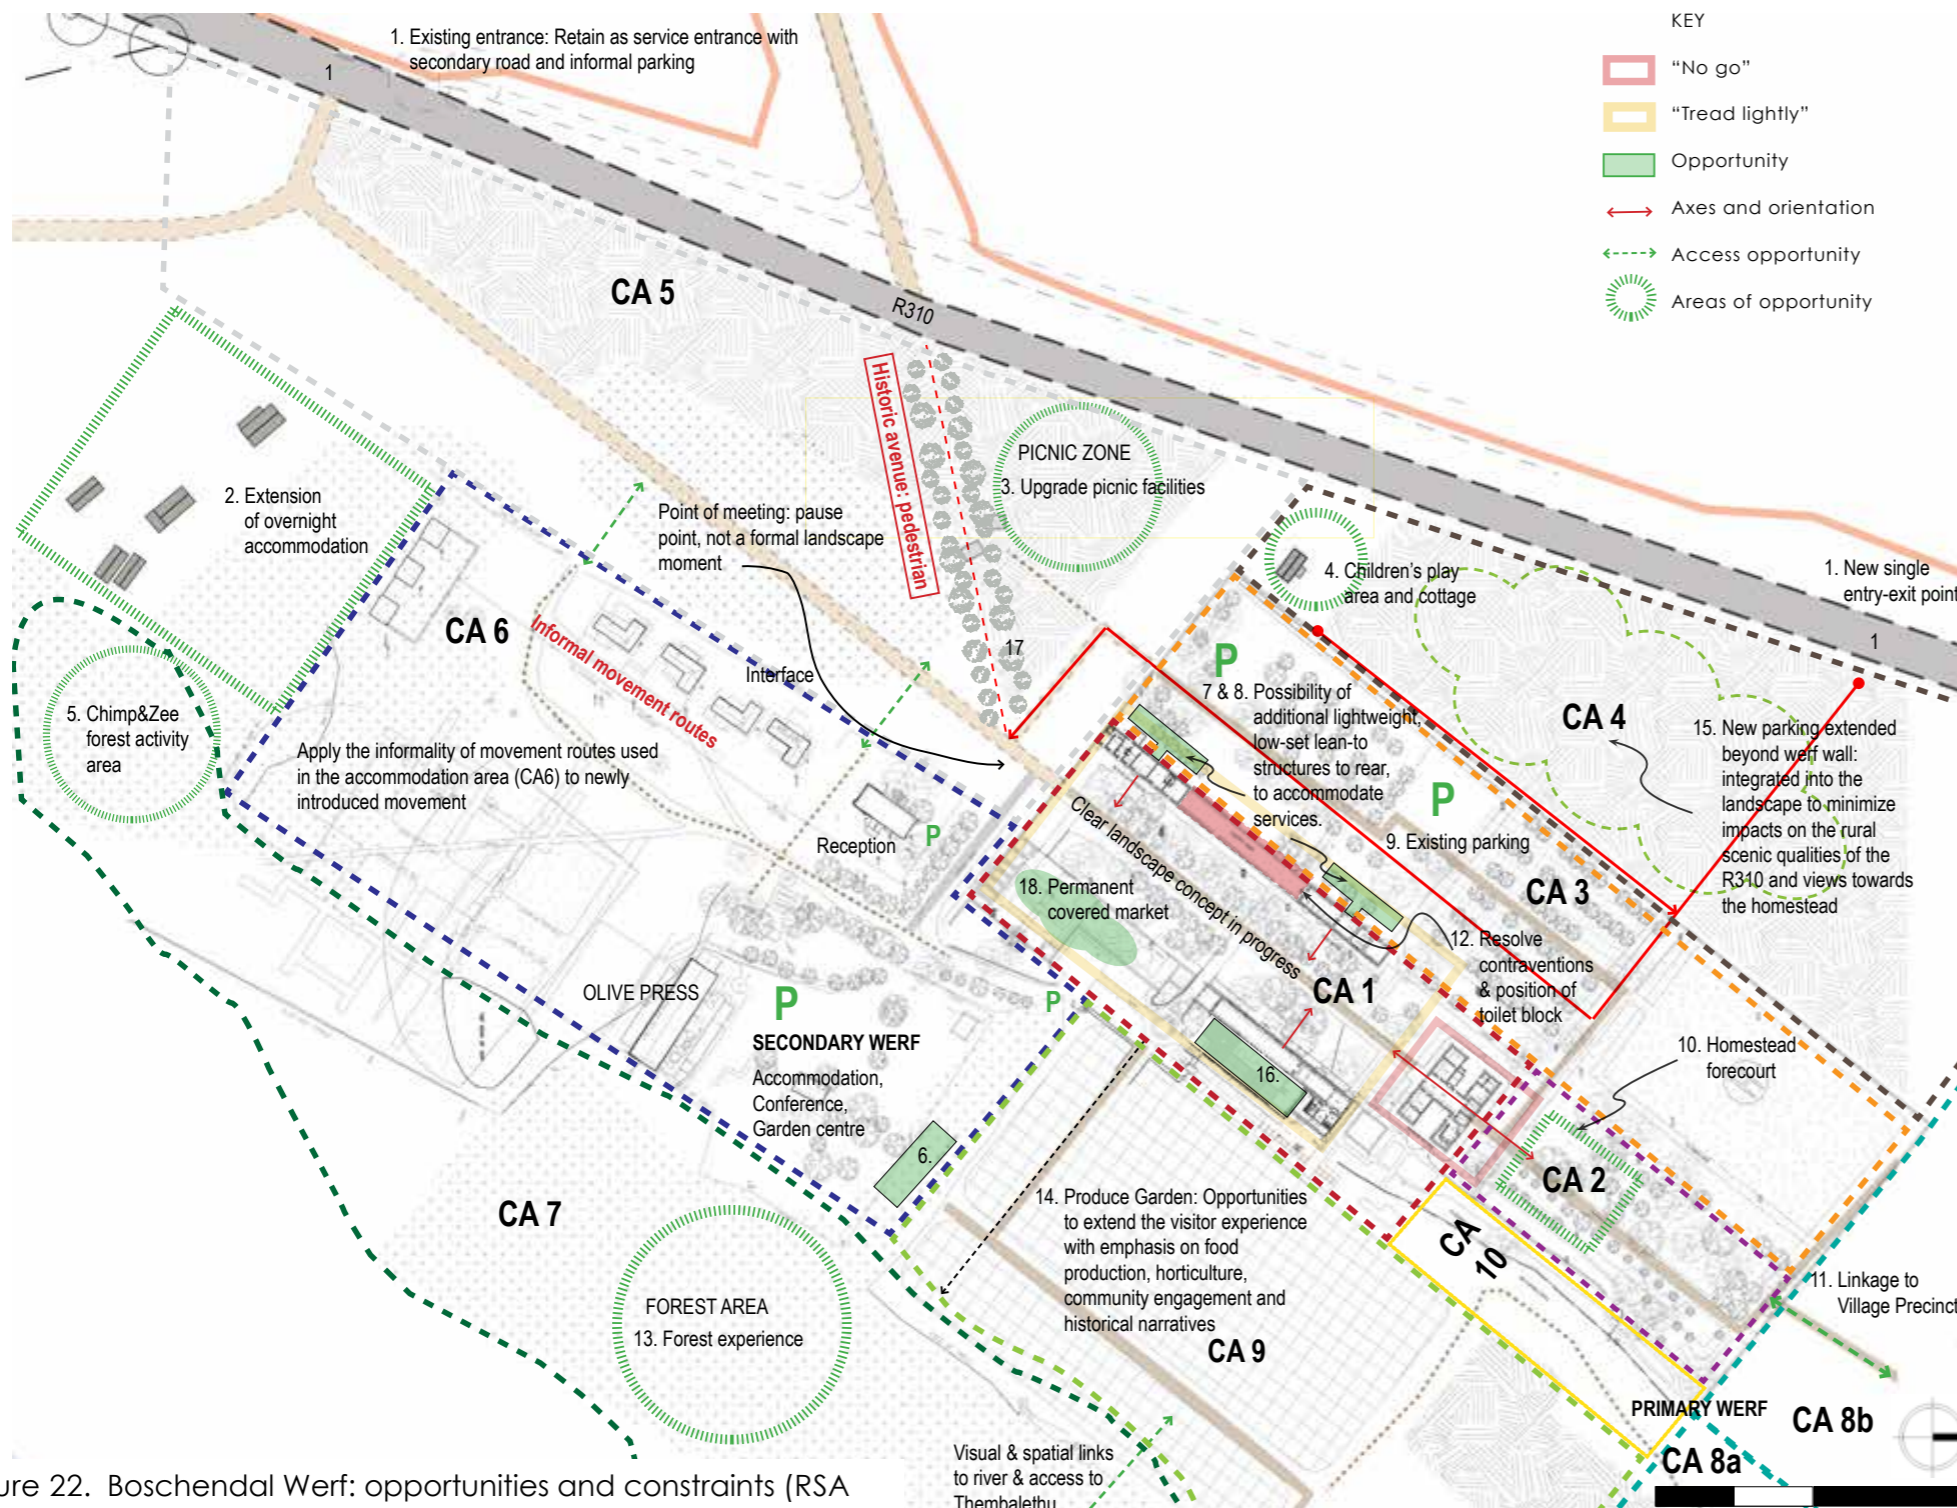 KEY
"No go"
"Tread lightly"
Opportunity
Axes and orientation
Access opportunity
Areas of opportunity
1. Existing entrance: Retain as service entrance with
secondary road and informal parking
1
CA 5
R310
Historic avenue: pedestrian
PICNIC ZONE
3. Upgrade picnic facilities
2. Extension
of overnight
accommodation
Point of meeting: pause
point, not a formal landscape
moment
4. Children's play
area and cottage
1. New single
entry-exit point
1
CA 6
Informal movement routes
Interface
17
P
7 & 8. Possibility of
additional lightweight,
low-set lean-to
structures to rear,
to accommodate
services.
CA 4
15. New parking extended
beyond werf wall:
integrated into the
landscape to minimize
impacts on the rural
scenic qualities of the
R310 and views towards
the homestead
5. Chimp&Zee
forest activity
area
Apply the informality of movement routes used
in the accommodation area (CA6) to newly
introduced movement
P
9. Existing parking
Reception
P
Clear landscape concept in progress
CA 3
18. Permanent
covered market
12. Resolve
contraventions
& position of
toilet block
CA 1
OLIVE PRESS
P
P
SECONDARY WERF
Accommodation,
Conference,
Garden centre
16.
10. Homestead
forecourt
6.
CA 2
CA 7
14. Produce Garden: Opportunities
to extend the visitor experience
with emphasis on food
production, horticulture,
community engagement and
historical narratives
CA
10
11. Linkage to
Village Precinct
FOREST AREA
13. Forest experience
CA 9
PRIMARY WERF
CA 8b
CA 8a
Visual & spatial links
to river & access to
Thembalethu
ure 22. Boschendal Werf: opportunities and constraints (RSA